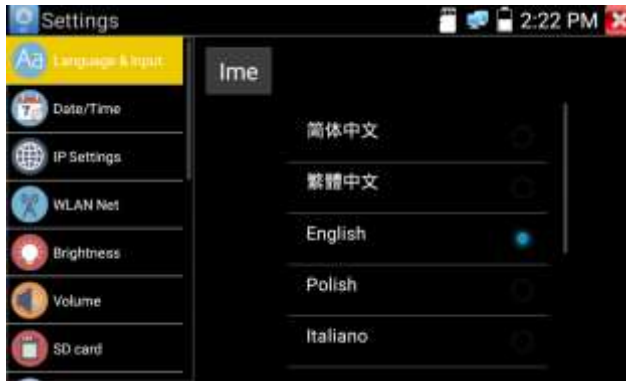 Settings
2:22 PM
Language & Input
Ime
Date/Time
IP Settings
WLAN Net
Brightness
Volume
SD card
简体中文
繁體中文
English
Polish
Italiano